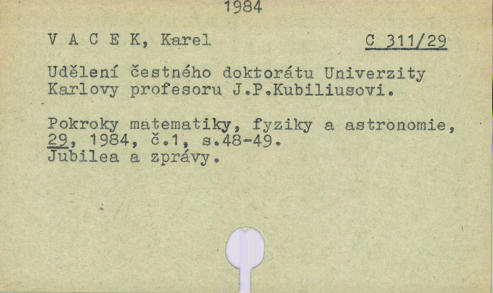 1984
V A C E K, Karel C 311/29
Udělení čestného doktorátu Univerzity
Karlovy profesoru J.P.Kubiliusovi.
Pokroky matematiky, fyziky a astronomie,
29, 1984, č.1, s.48-49.
Jubilea a zprávy.